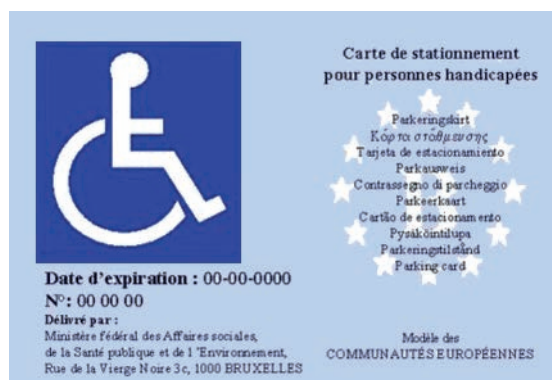 Carte de stationnement
pour personnes handicapées
Parkeringskort
Κάρτα στάθμευσης
Tarjeta de estacionamiento
Parkausweis
Contrassegno di parcheggio
Parkeerkaart
Cartão de estacionamento
Pysäköintilupa
Parkeringstilstånd
Parking card
Date d'expiration : 00-00-0000
N°: 00 00 00
Délivré par :
Ministère fédéral des Affaires sociales,
de la Santé publique et de l 'Environnement,
Rue de la Vierge Noire 3c, 1000 BRUXELLES
Modèle des
COMMUNAUTÉS EUROPÉENNES